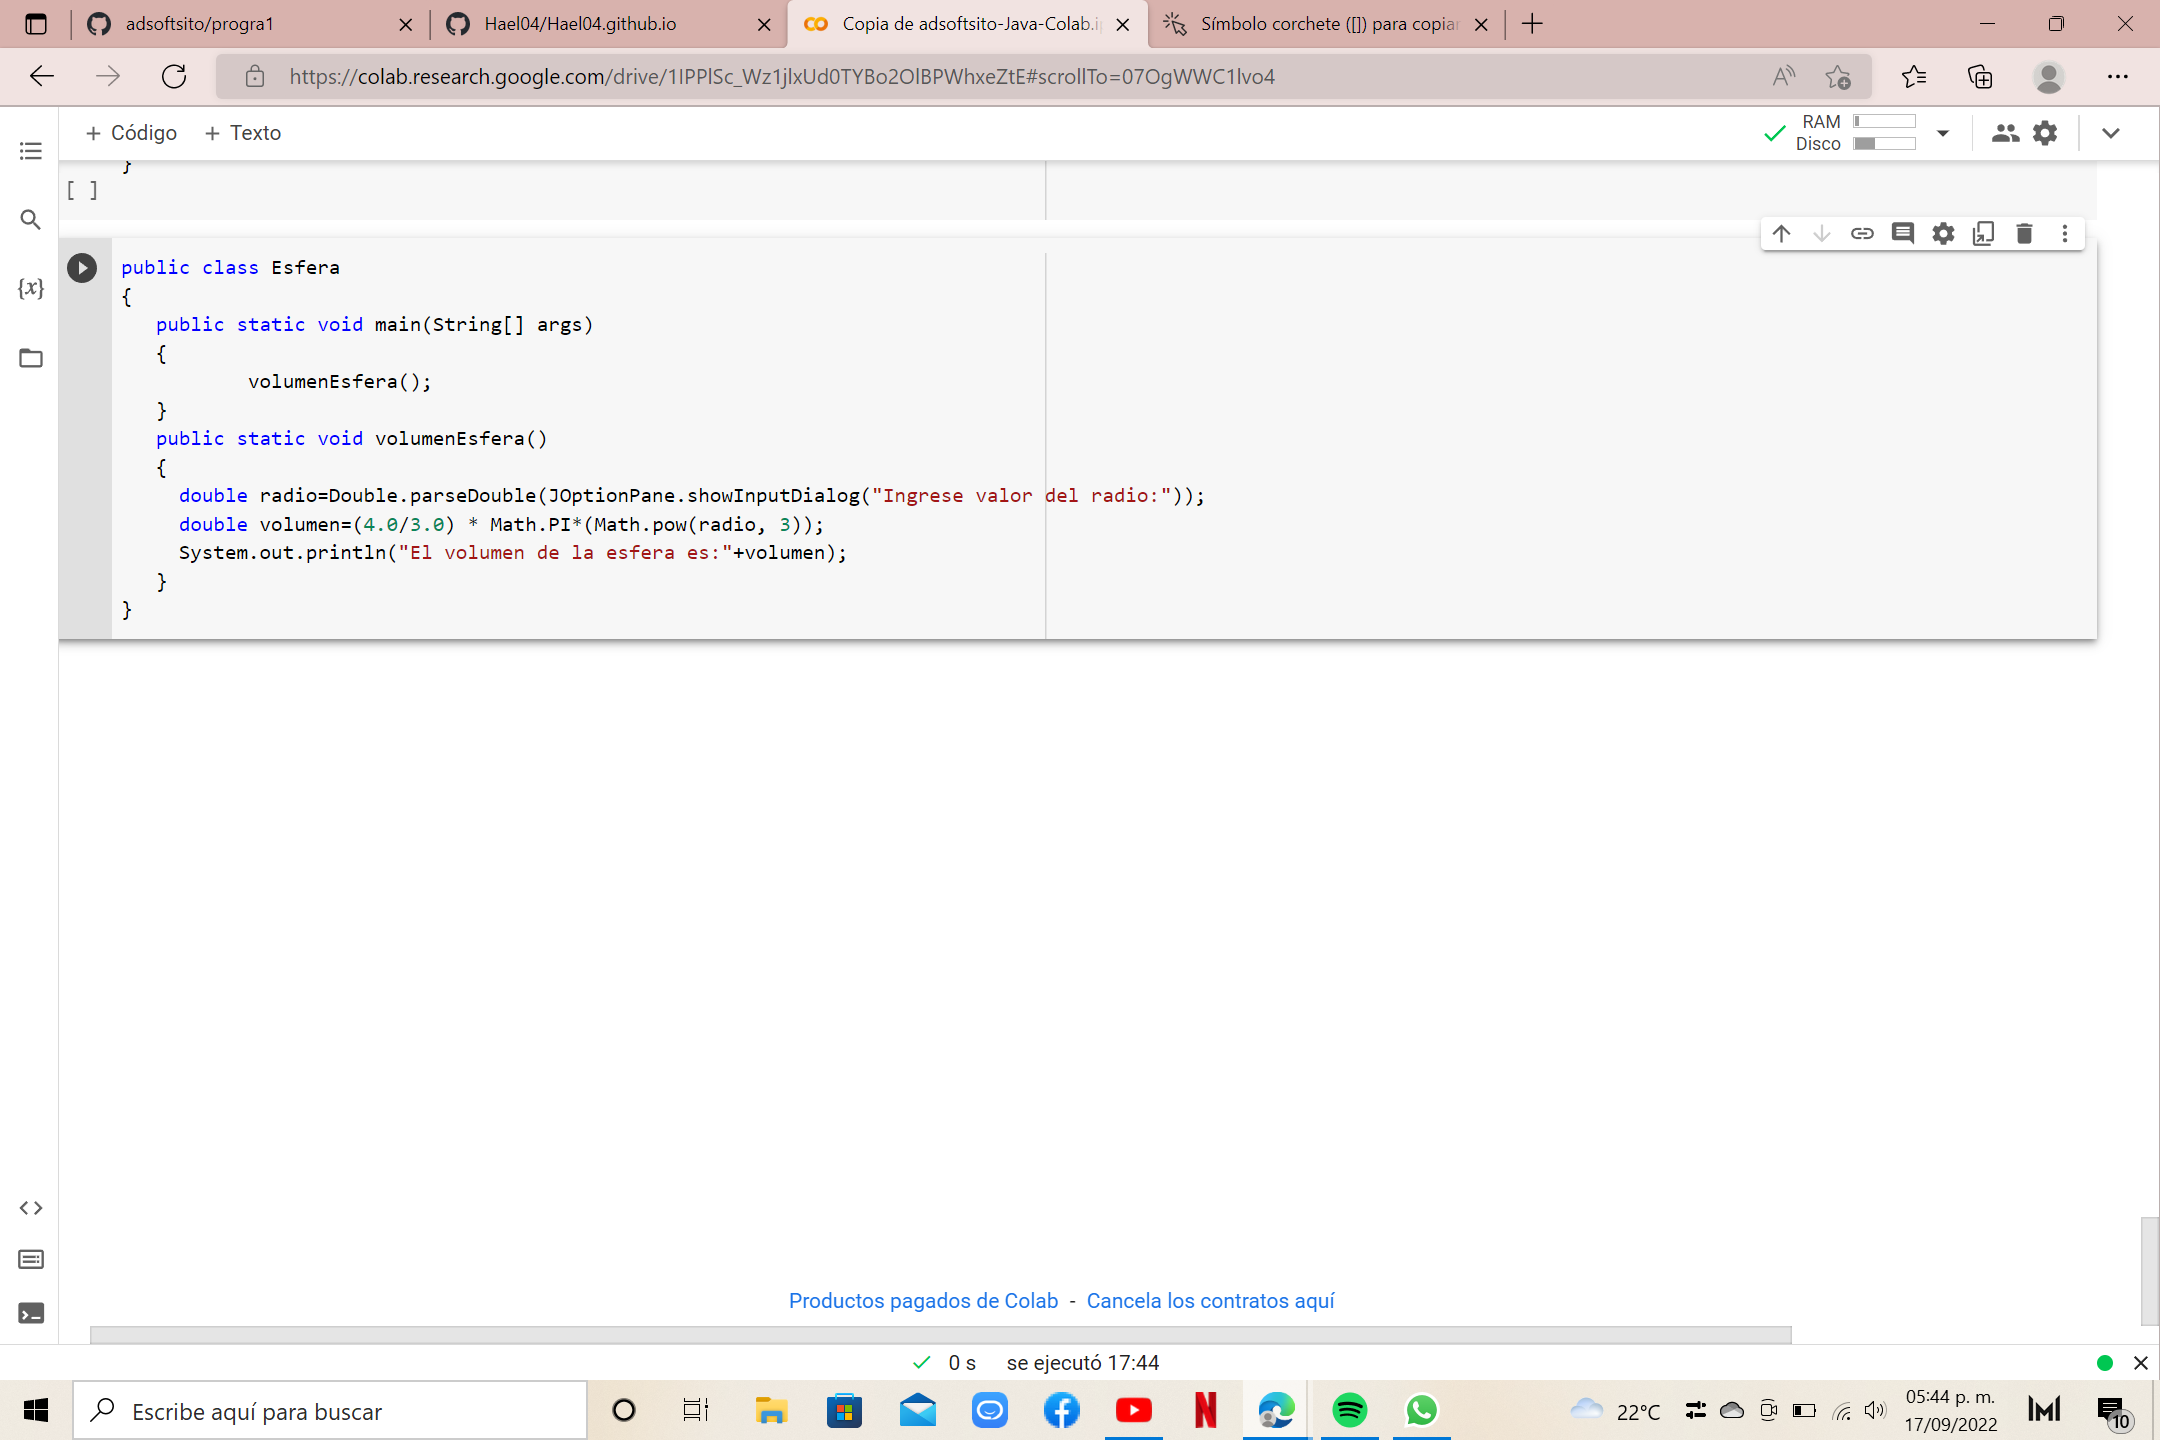 adsoftsito/progra1
Hael04/Hael04.github.io
Copia de adsoftsito-Java-Colab.i
Símbolo corchete ([]) para copiar
https://colab.research.google.com/drive/1IPPlSc_Wz1jlxUd0TYBo2OlBPWhxeZtE#scrollTo=07OgWWC1lvo4
+ Código + Texto
RAM
Disco
}
[ ]
{x}
public class Esfera
{
public static void main(String[] args)
{
volumenEsfera();
}
public static void volumenEsfera()
{
double radio=Double.parseDouble(JOptionPane.showInputDialog("Ingrese valor del radio:"));
double volumen=(4.0/3.0) * Math.PI*(Math.pow(radio, 3));
System.out.println("El volumen de la esfera es:"+volumen);
}
}
Productos pagados de Colab - Cancela los contratos aquí
0 s se ejecutó 17:44
Escribe aquí para buscar
22°C
05:44 p. m.
17/09/2022
10